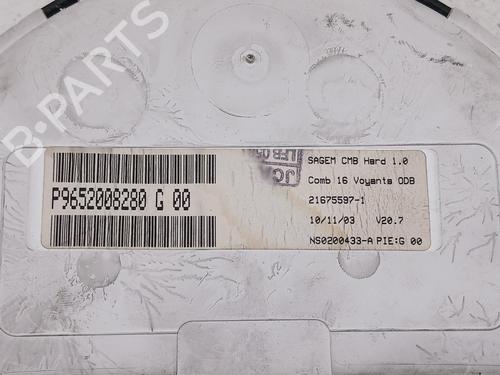 B-PARTS
P9652008280 G 00
SAGEM CMB Hard 1.0
Comb 16 Voyants ODB
21675597-1
10/11/03 V20.7
NS0200433-A PIE:G 00
JC